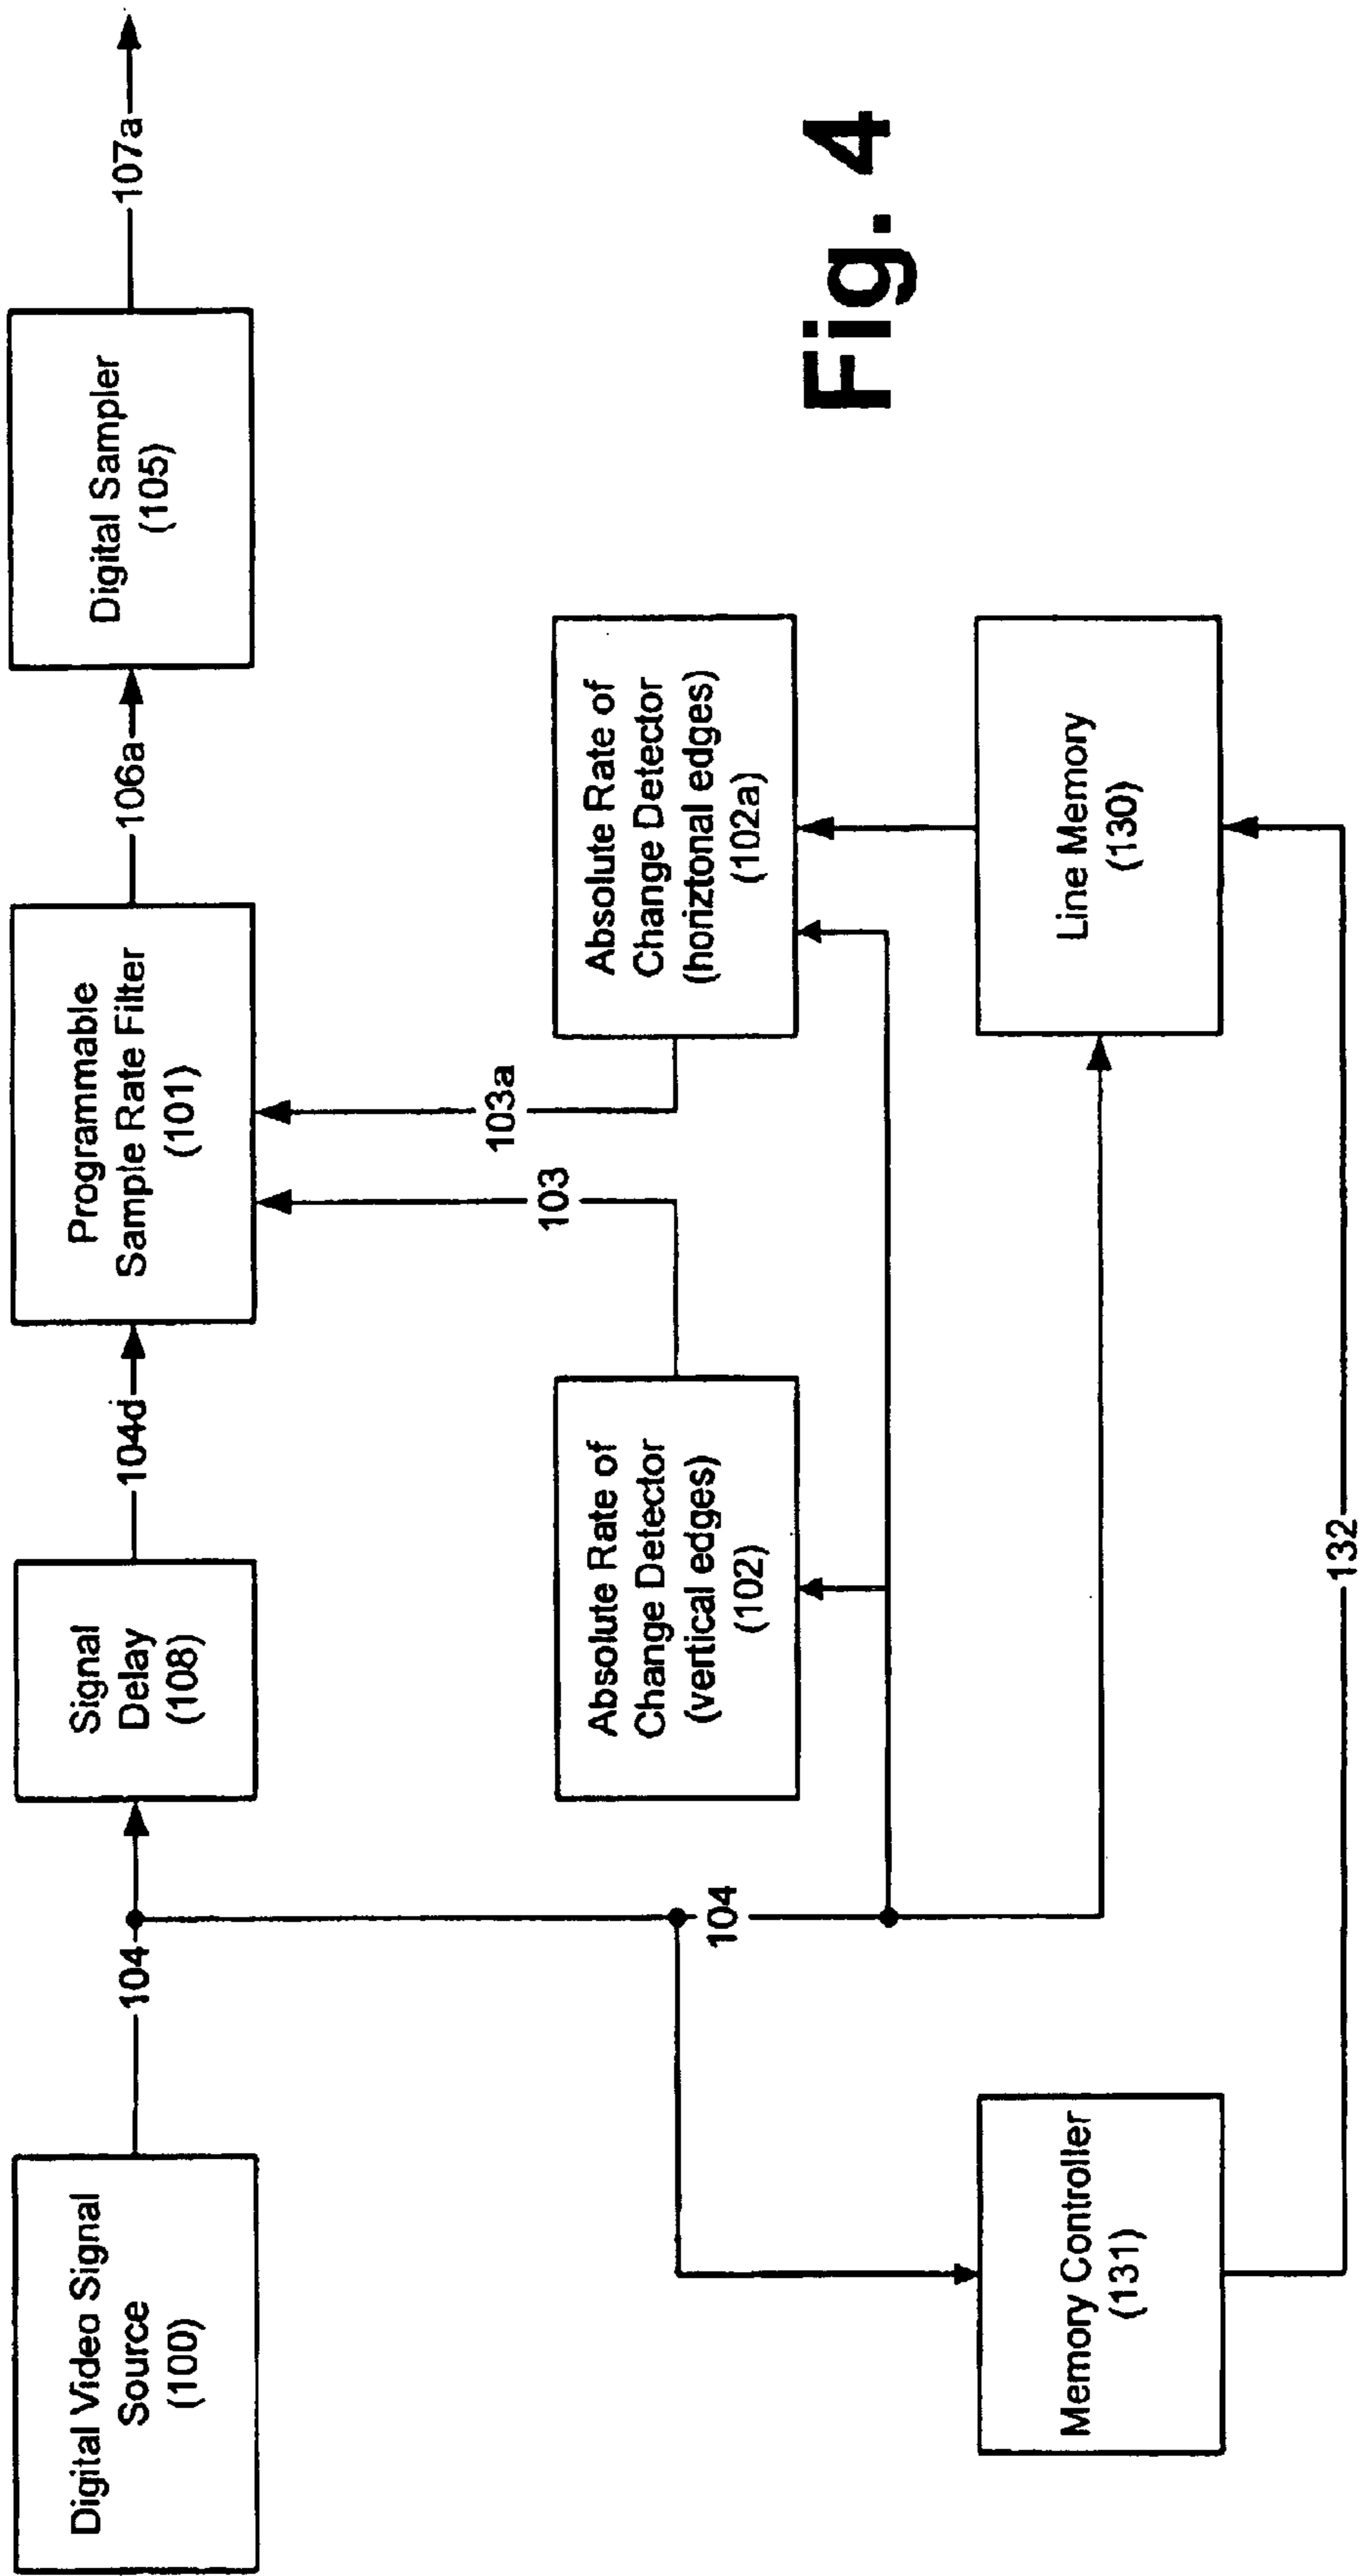 Digital Video Signal
Source
(100)
104
Signal
Delay
(108)
104d
Programmable
Sample Rate Filter
(101)
106a
Digital Sampler
(105)
107a
103
103a
Absolute Rate of
Change Detector
(vertical edges)
(102)
Absolute Rate of
Change Detector
(horiztonal edges)
(102a)
104
Memory Controller
(131)
Line Memory
(130)
132
Fig. 4